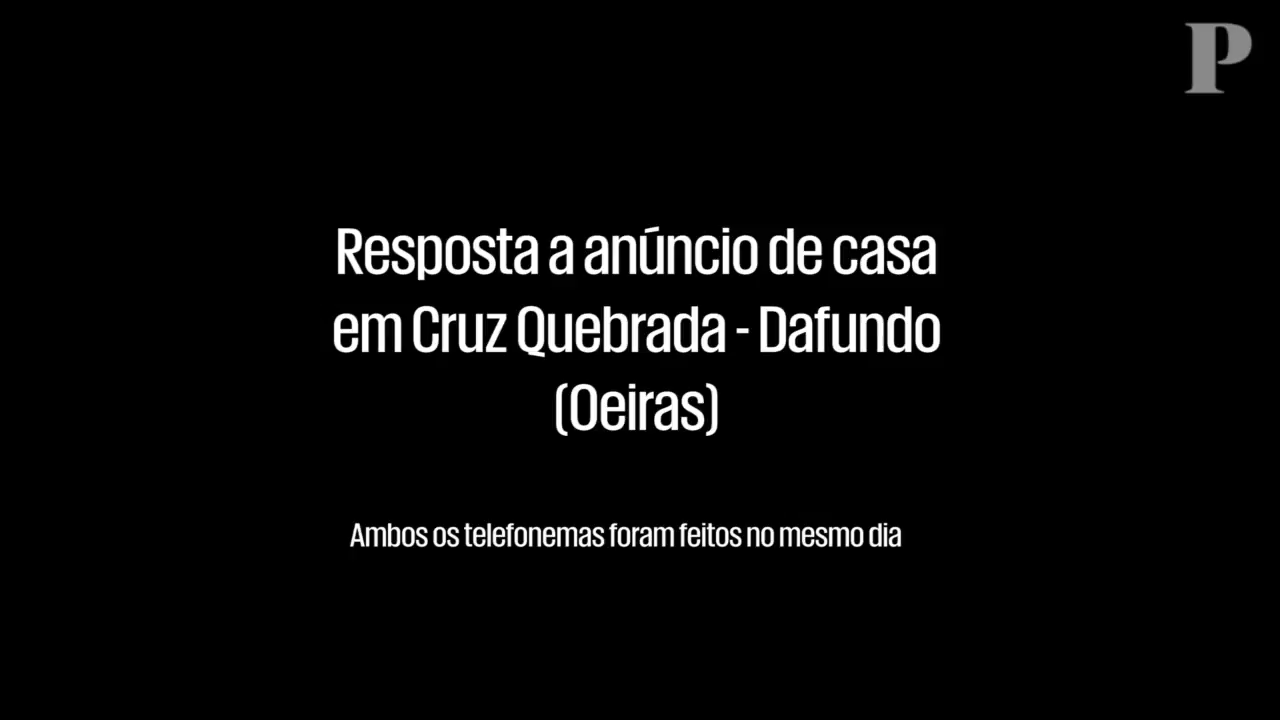 P
Resposta a anúncio de casa
em Cruz Quebrada - Dafundo
(Oeiras)
Ambos os telefonemas foram feitos no mesmo dia